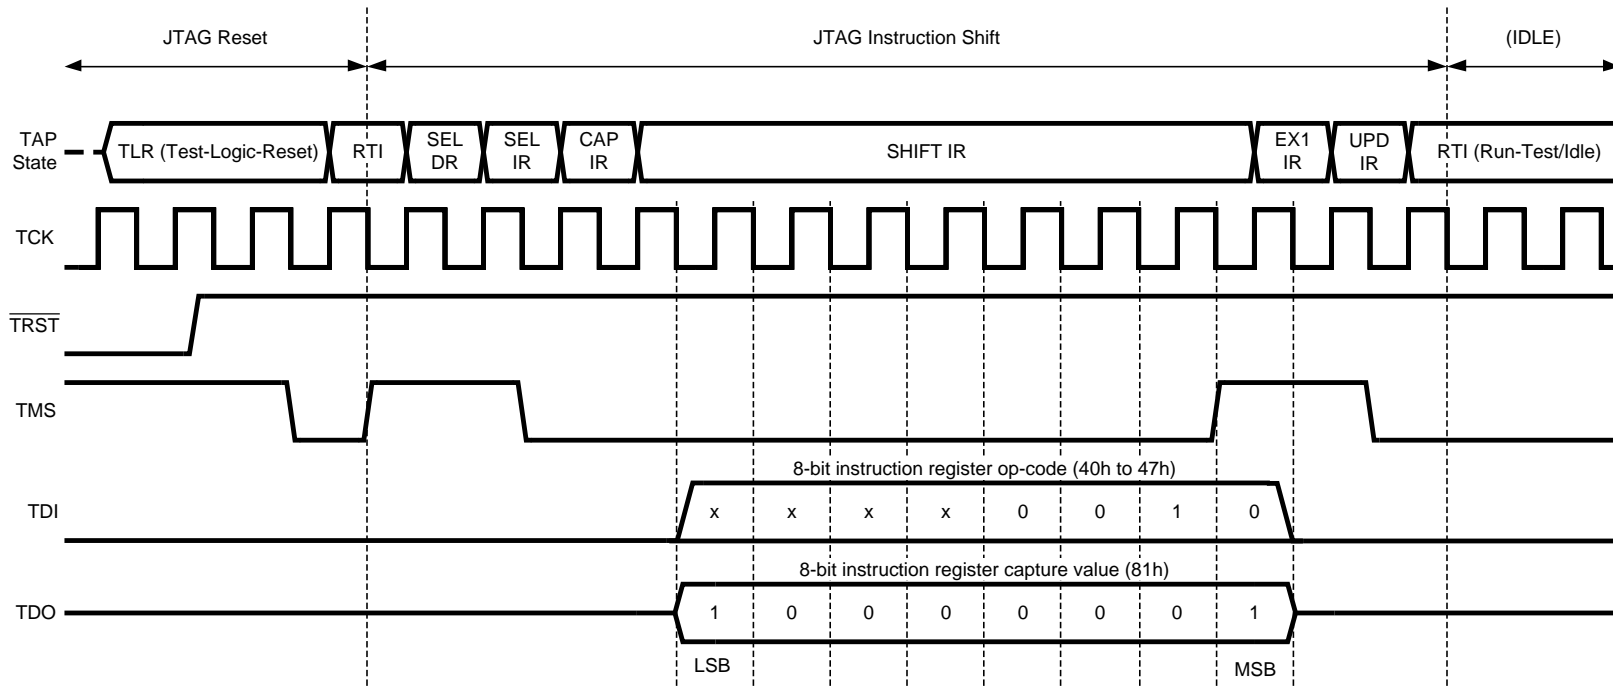 JTAG Reset
JTAG Instruction Shift
(IDLE)
TAP
State
TLR (Test-Logic-Reset)
RTI
SEL
DR
SEL
IR
CAP
IR
SHIFT IR
EX1
IR
UPD
IR
RTI (Run-Test/Idle)
TCK
TRST
TMS
8-bit instruction register op-code (40h to 47h)
TDI
x x x x 0 0 1 0
8-bit instruction register capture value (81h)
TDO
1 0 0 0 0 0 0 1
LSB
MSB